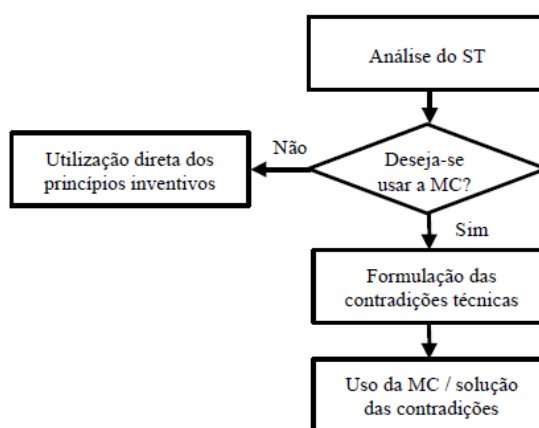 Análise do ST
Não
Utilização direta dos
princípios inventivos
Deseja-se
usar a MC?
Sim
Formulação das
contradições técnicas
Uso da MC / solução
das contradições